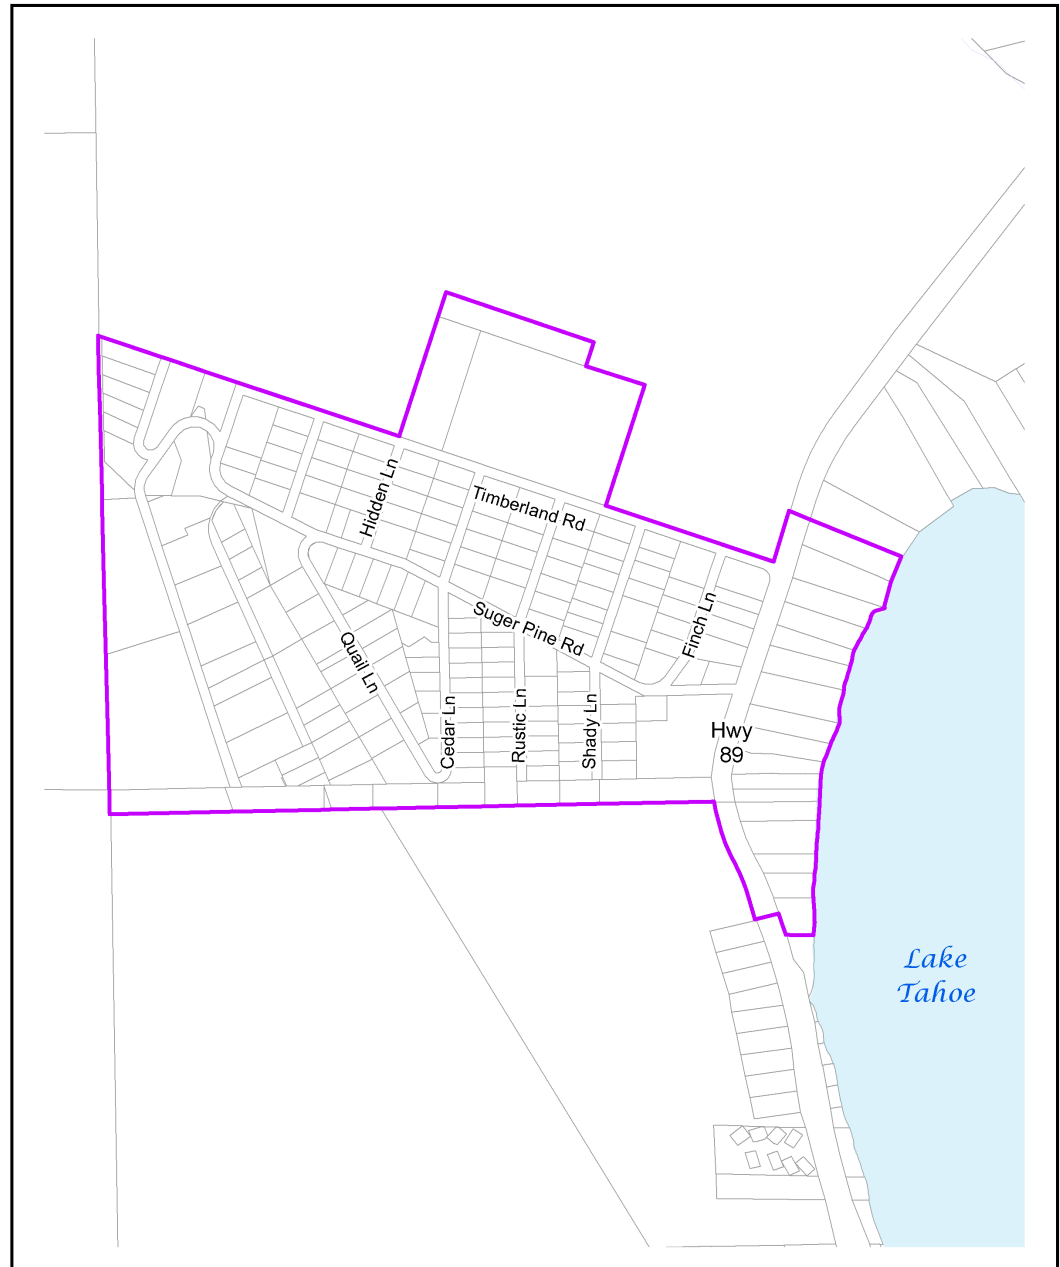 Hidden Ln
Timberland Rd
Suger Pine Rd
Finch Ln
Quail Ln
Cedar Ln
Rustic Ln
Shady Ln
Hwy
89
Lake
Tahoe